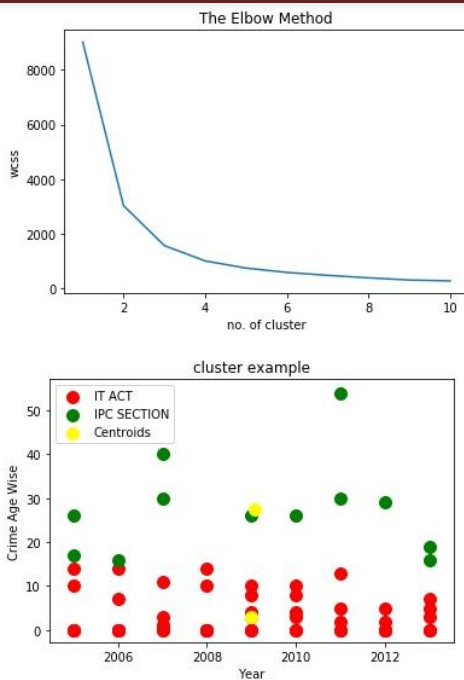 The Elbow Method
8000
6000
4000
2000
0
wcss
2 4 6 8 10
no. of cluster
cluster example
IT ACT
IPC SECTION
Centroids
50
40
30
20
10
0
Crime Age Wise
2006 2008 2010 2012
Year